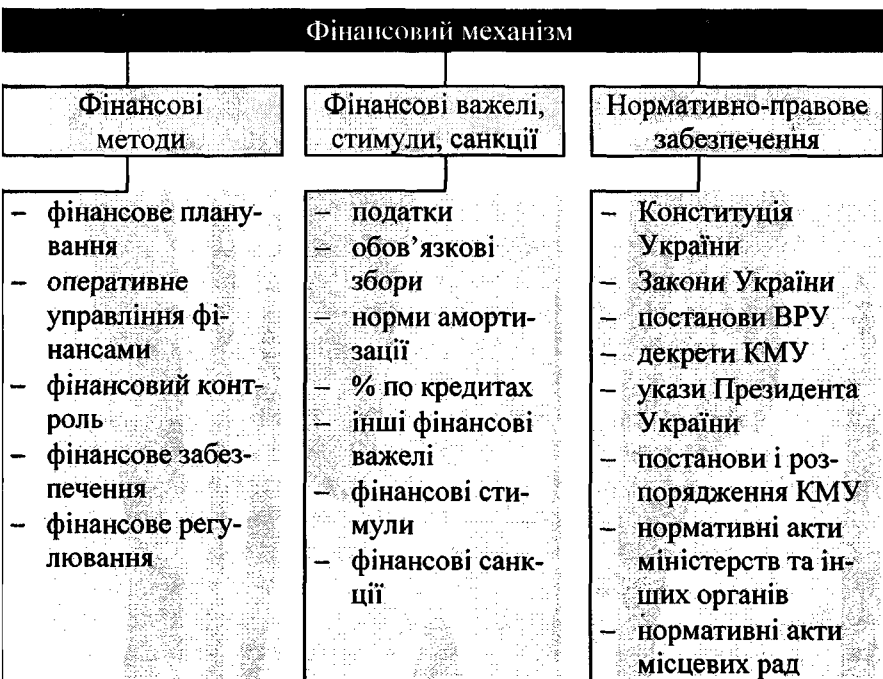 Фінансовий механізм
Фінансові
методи
– фінансове плану-
вання
– оперативне
управління фі-
нансами
– фінансовий конт-
роль
– фінансове забез-
печення
– фінансове регу-
лювання
Фінансові важелі,
стимули, санкції
– податки
– обов’язкові
збори
– норми аморти-
зації
– % по кредитах
– інші фінансові
важелі
– фінансові сти-
мули
– фінансові санк-
ції
Нормативно-правове
забезпечення
– Конституція
України
– Закони України
– постанови ВРУ
– декрети КМУ
– укази Президента
України
– постанови і роз-
порядження КМУ
– нормативні акти
міністерств та ін-
ших органів
– нормативні акти
місцевих рад